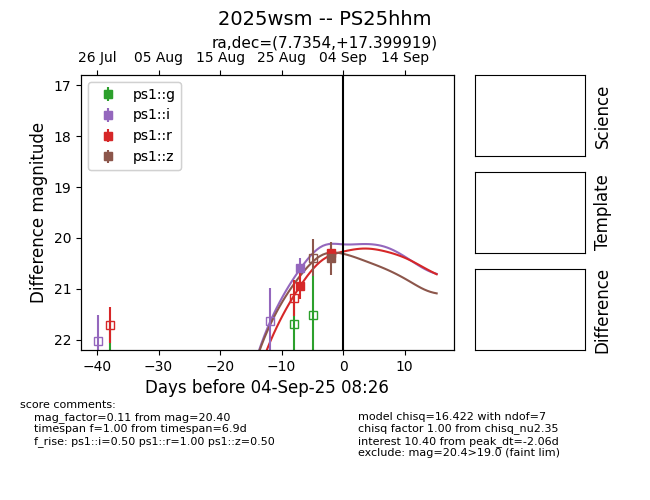 2025wsm -- PS25hhm
ra,dec=(7.7354,+17.399919)
26 Jul 05 Aug 15 Aug 25 Aug 04 Sep 14 Sep
17
18
19
20
21
22
Difference magnitude
ps1::g
ps1::i
ps1::r
ps1::z
−40 −30 −20 −10 0 10
Days before 04-Sep-25 08:26
Science
Template
Difference
score comments:
mag_factor=0.11 from mag=20.40
timespan f=1.00 from timespan=6.9d
f_rise: ps1::i=0.50 ps1::r=1.00 ps1::z=0.50
model chisq=16.422 with ndof=7
chisq factor 1.00 from chisq_nu2.35
interest 10.40 from peak_dt=-2.06d
exclude: mag=20.4>19.0 (faint lim)